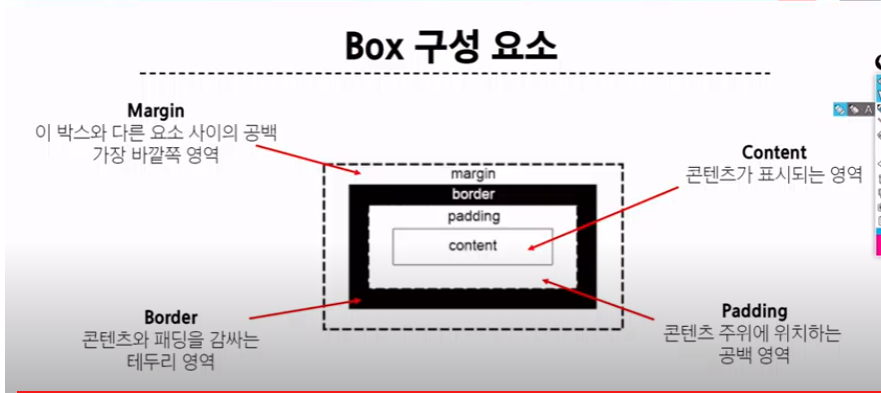 Box 구성 요소
Margin
이 박스와 다른 요소 사이의 공백
가장 바깥쪽 영역
Content
콘텐츠가 표시되는 영역
margin
border
padding
content
Border
콘텐츠와 패딩을 감싸는
테두리 영역
Padding
콘텐츠 주위에 위치하는
공백 영역